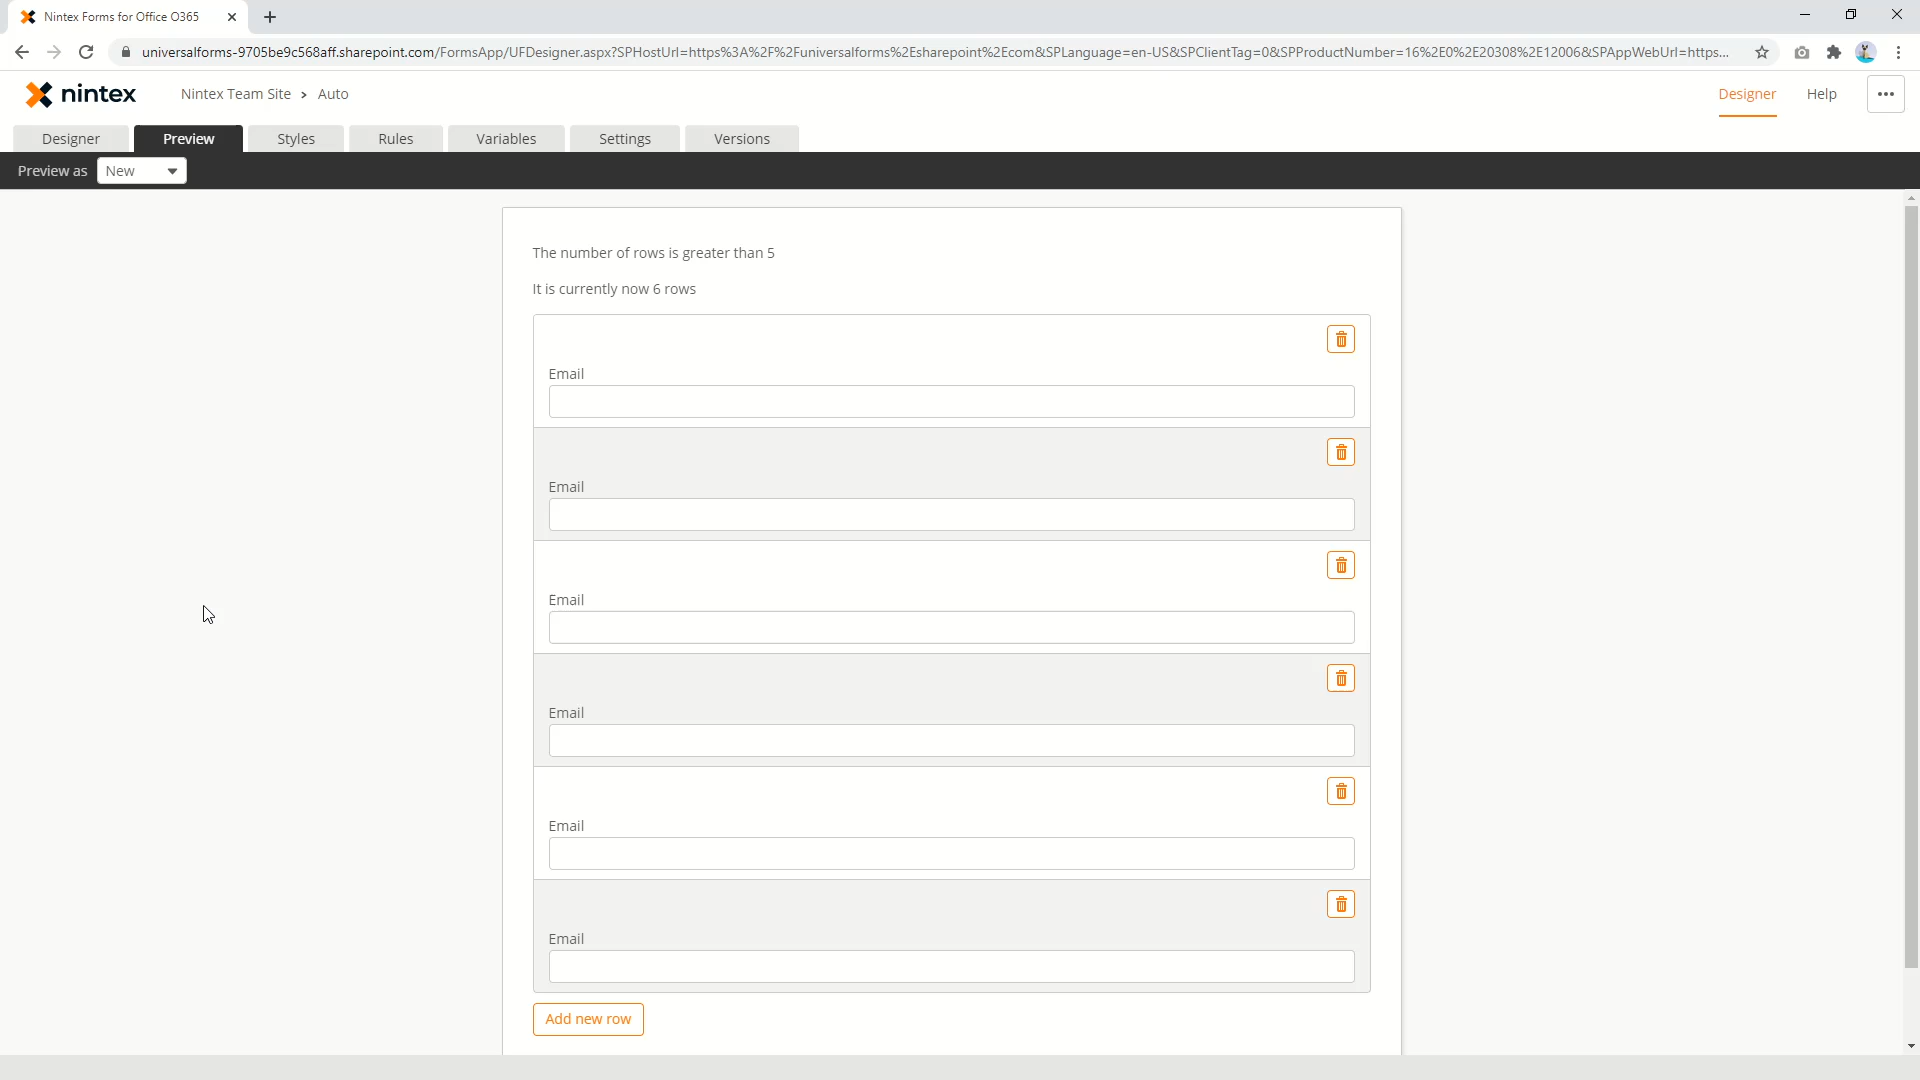 Nintex Forms for Office O365
universalforms-9705be9c568aff.sharepoint.com/FormsApp/UFDesigner.aspx?SPHostUrl=https%3A%2F%2Funiversalforms%2Esharepoint%2Ecom&SPLanguage=en-US&SPClientTag=0&SPProductNumber=16%2E0%2E20308%2E12006&SPAppWebUrl=https...
nintex Nintex Team Site > Auto Designer Help
Designer Preview Styles Rules Variables Settings Versions
Preview as New
The number of rows is greater than 5
It is currently now 6 rows
Email
Email
Email
Email
Email
Email
Add new row